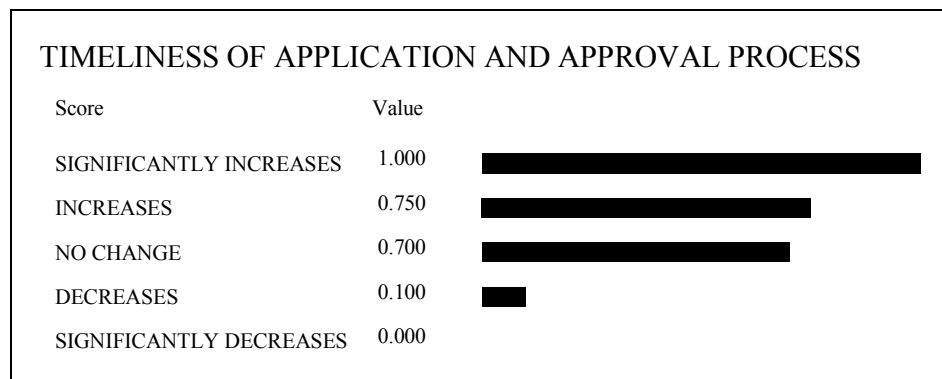 TIMELINESS OF APPLICATION AND APPROVAL PROCESS
Score Value
SIGNIFICANTLY INCREASES 1.000
INCREASES 0.750
NO CHANGE 0.700
DECREASES 0.100
SIGNIFICANTLY DECREASES 0.000